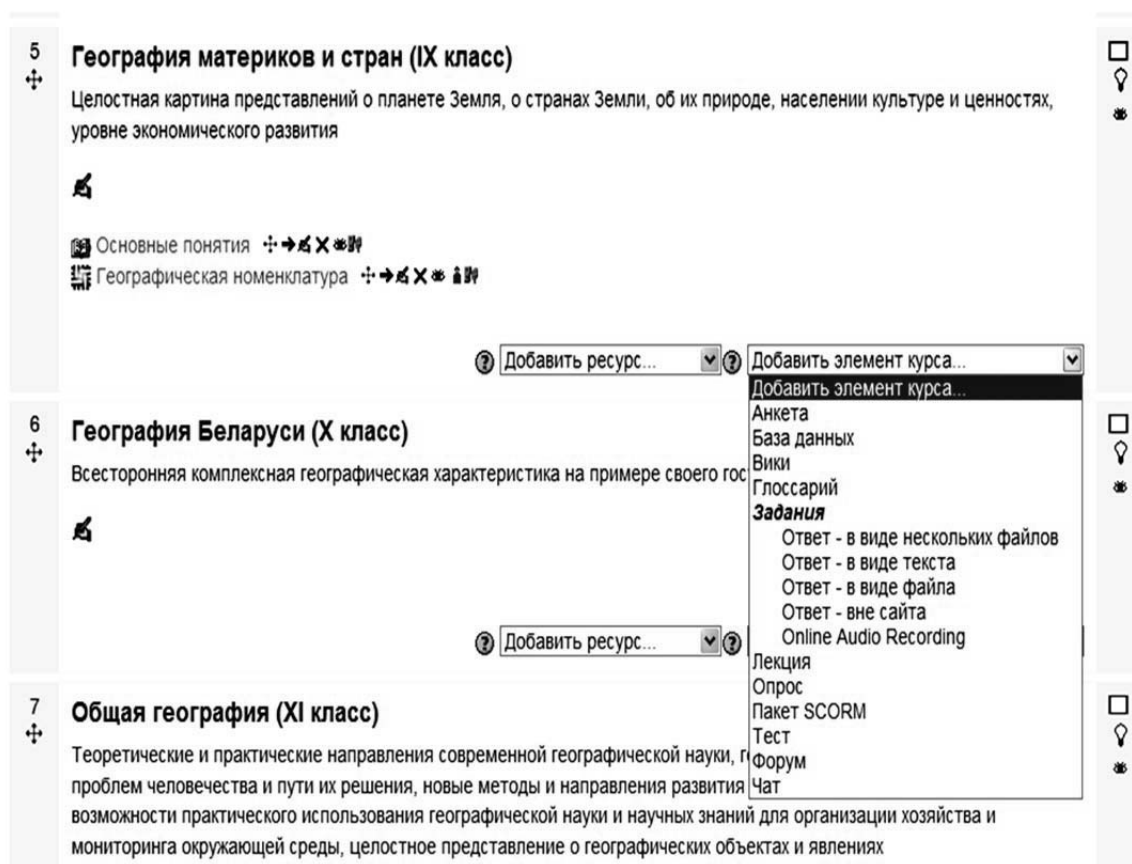 5
География материков и стран (IX класс)
Целостная картина представлений о планете Земля, о странах Земли, об их природе, населении культуре и ценностях,
уровне экономического развития
Основные понятия
Географическая номенклатура
Добавить ресурс... Добавить элемент курса...
Добавить элемент курса...
Анкета
База данных
Вики
Глоссарий
Задания
Ответ - в виде нескольких файлов
Ответ - в виде текста
Ответ - в виде файла
Ответ - вне сайта
Online Audio Recording
Лекция
Опрос
Пакет SCORM
Тест
Форум
Чат
6
География Беларуси (X класс)
Всесторонняя комплексная географическая характеристика на примере своего гос
Добавить ресурс...
7
Общая география (XI класс)
Теоретические и практические направления современной географической науки,
проблем человечества и пути их решения, новые методы и направления развития
возможности практического использования географической науки и научных знаний для организации хозяйства и
мониторинга окружающей среды, целостное представление о географических объектах и явлениях